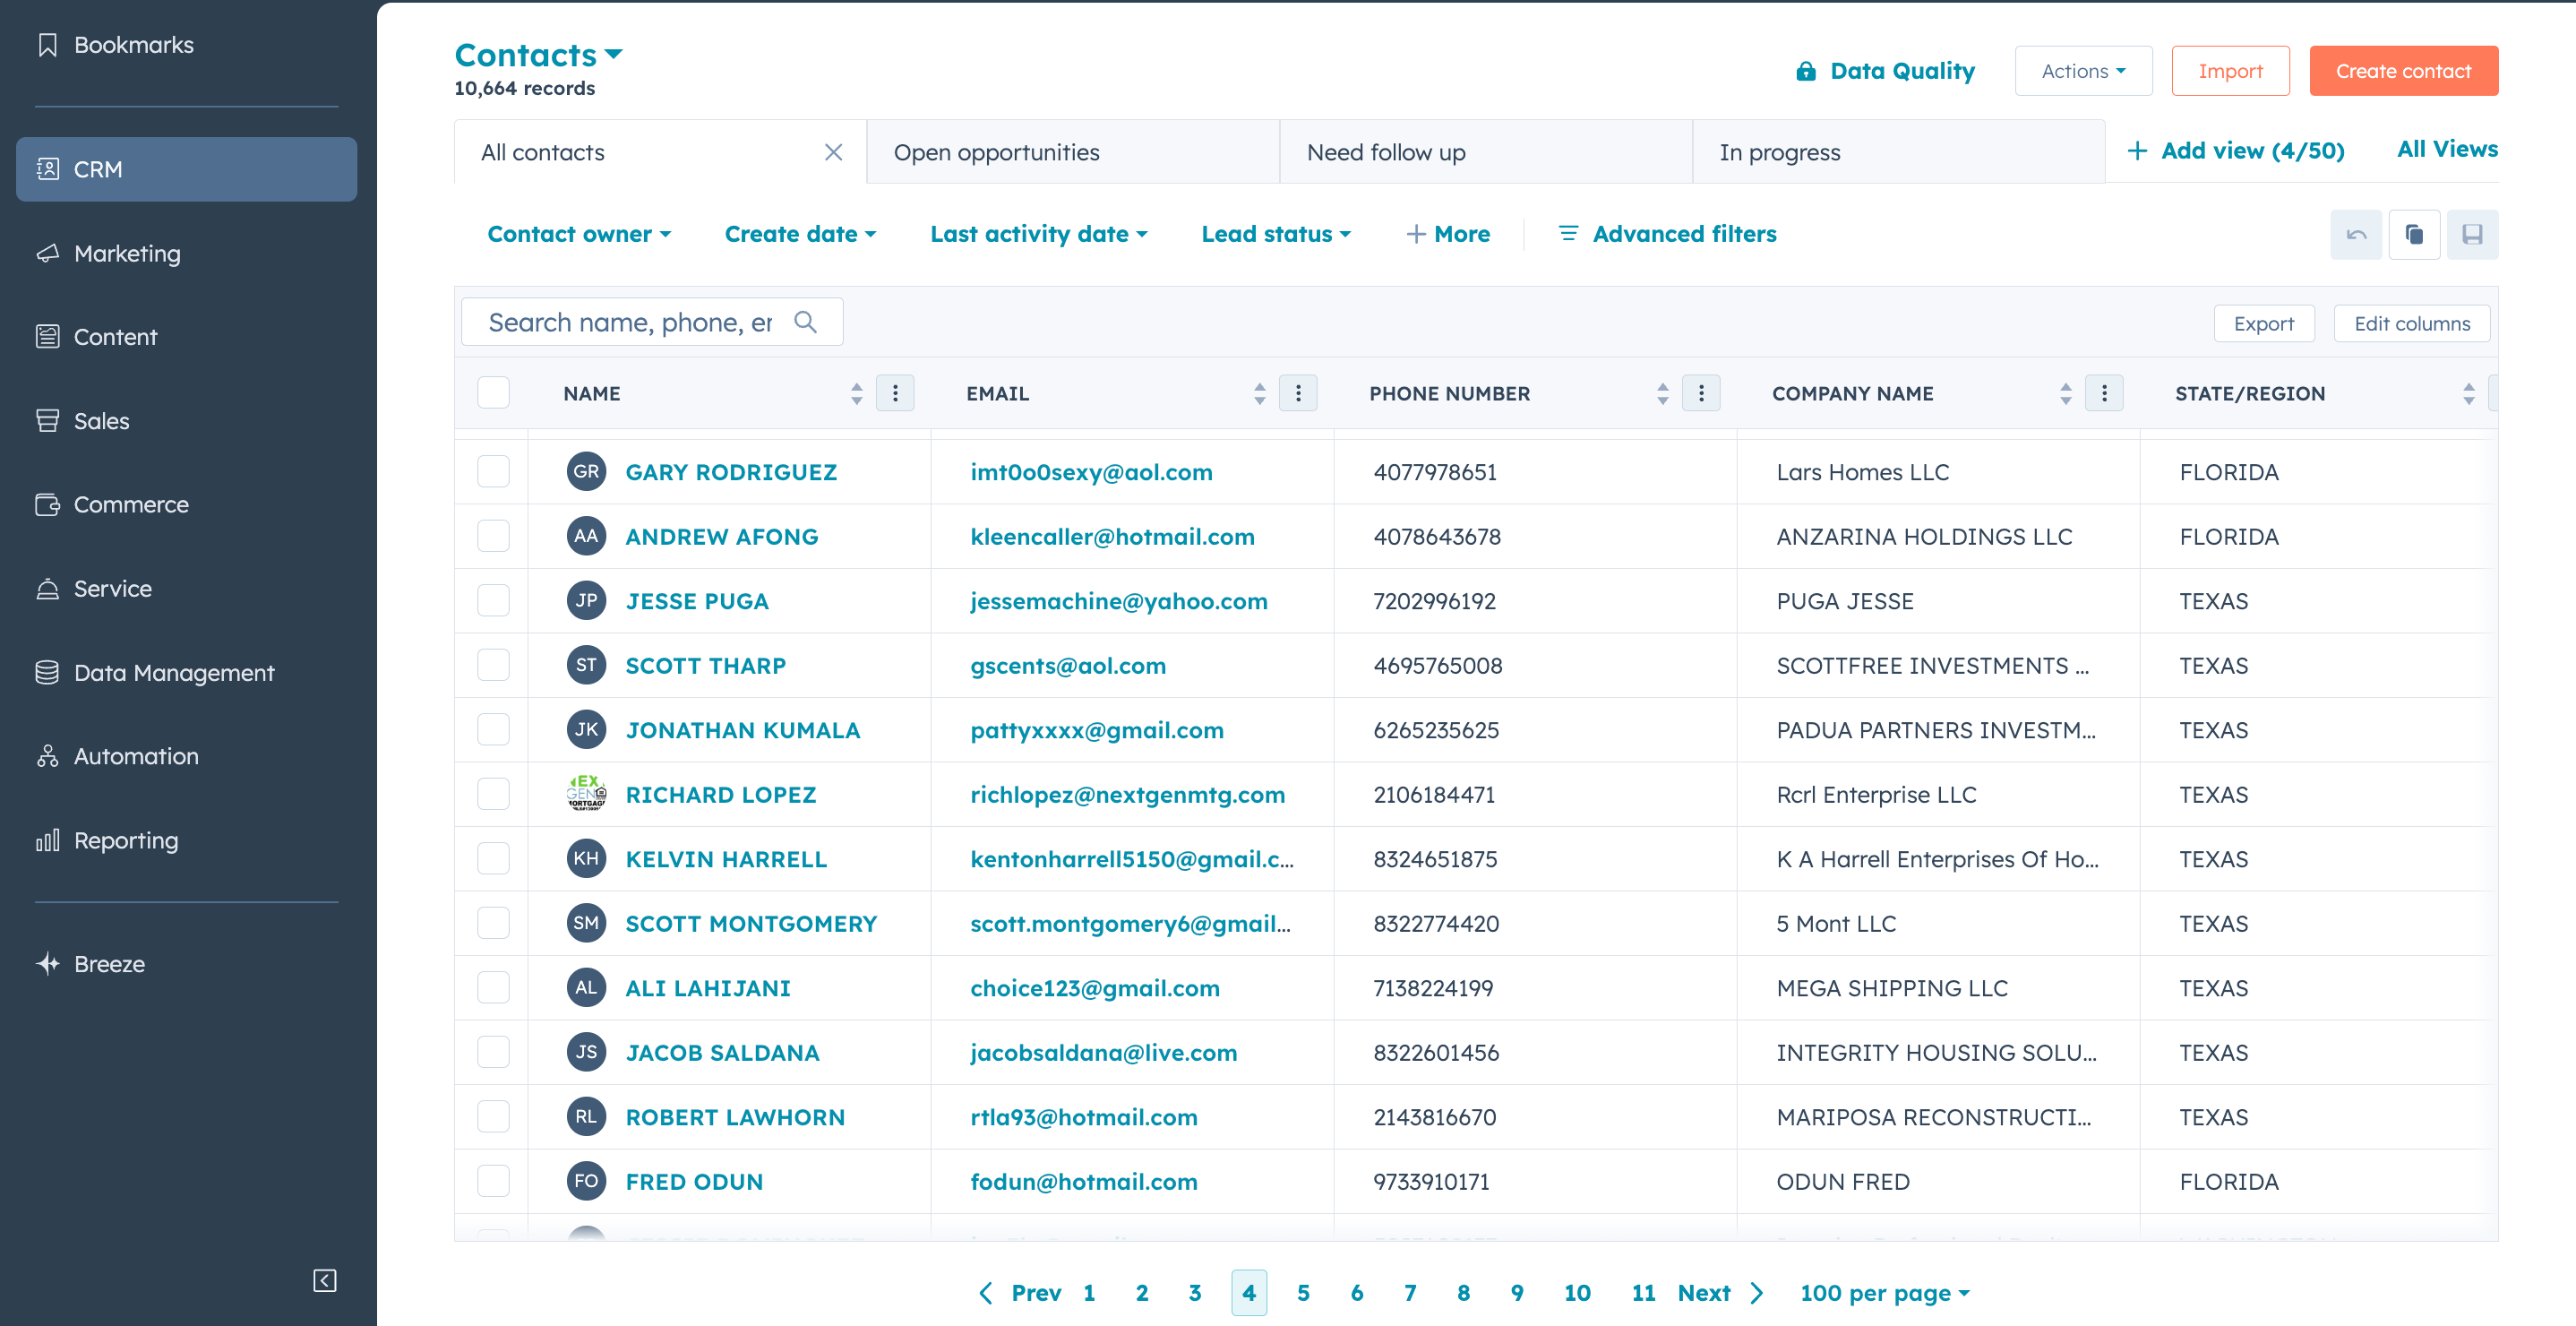 Bookmarks
CRM
Marketing
Content
Sales
Commerce
Service
Data Management
Automation
Reporting
Breeze
Contacts
10,664 records
Data Quality
Actions
Import
Create contact
All contacts
Open opportunities
Need follow up
In progress
+ Add view (4/50)
All Views
Contact owner
Create date
Last activity date
Lead status
+ More
Advanced filters
Search name, phone, er
Export
Edit columns
NAME EMAIL PHONE NUMBER COMPANY NAME STATE/REGION
GR GARY RODRIGUEZ imt0o0sexy@aol.com 4077978651 Lars Homes LLC FLORIDA
AA ANDREW AFONG kleencaller@hotmail.com 4078643678 ANZARINA HOLDINGS LLC FLORIDA
JP JESSE PUGA jessemachine@yahoo.com 7202996192 PUGA JESSE TEXAS
ST SCOTT THARP gscents@aol.com 4695765008 SCOTTFREE INVESTMENTS ... TEXAS
JK JONATHAN KUMALA pattyxxxx@gmail.com 6265235625 PADUA PARTNERS INVESTM... TEXAS
RICHARD LOPEZ richlopez@nextgenmtg.com 2106184471 Rcrl Enterprise LLC TEXAS
KH KELVIN HARRELL kentonharrell5150@gmail.c... 8324651875 K A Harrell Enterprises Of Ho... TEXAS
SM SCOTT MONTGOMERY scott.montgomery6@gmail... 8322774420 5 Mont LLC TEXAS
AL ALI LAHIJANI choice123@gmail.com 7138224199 MEGA SHIPPING LLC TEXAS
JS JACOB SALDANA jacobsaldana@live.com 8322601456 INTEGRITY HOUSING SOLU... TEXAS
RL ROBERT LAWHORN rtla93@hotmail.com 2143816670 MARIPOSA RECONSTRUCTI... TEXAS
FO FRED ODUN fodun@hotmail.com 9733910171 ODUN FRED FLORIDA
Prev 1 2 3 4 5 6 7 8 9 10 11 Next 100 per page